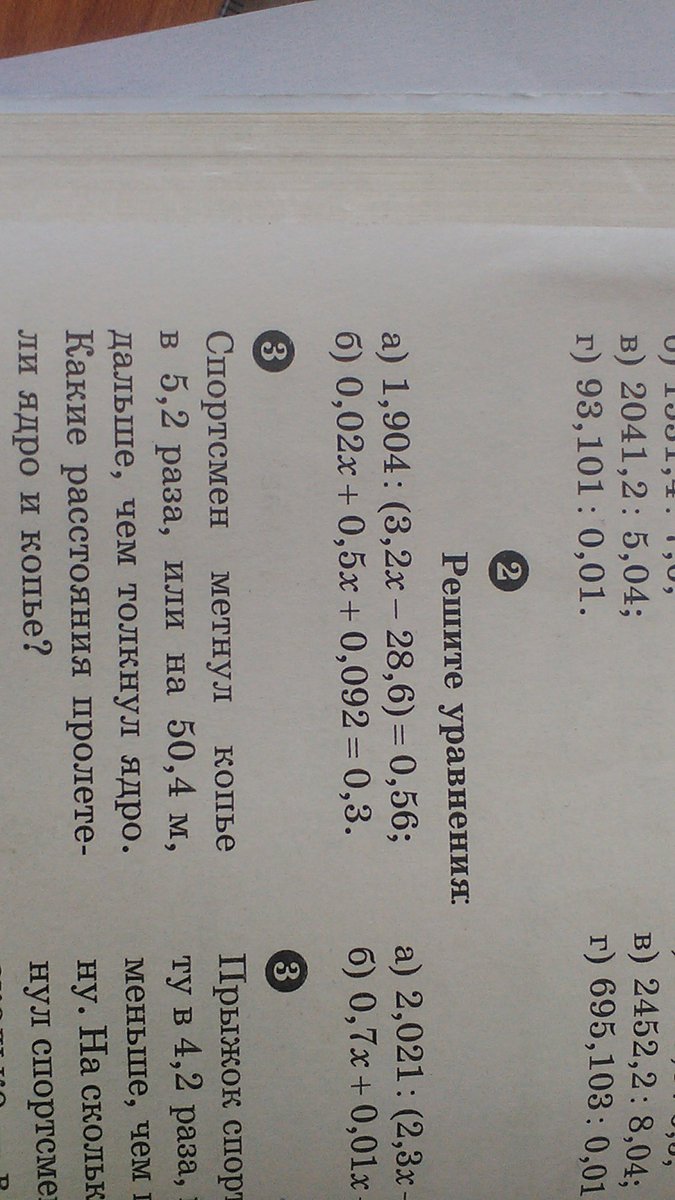 в) 2041,2 : 5,04;
г) 93,101 : 0,01.
2
Решите уравнения:
а) 1,904 : (3,2x − 28,6) = 0,56;
б) 0,02x + 0,5x + 0,092 = 0,3.
3
Спортсмен метнул копье
в 5,2 раза, или на 50,4 м,
дальше, чем толкнул ядро.
Какие расстояния пролете-
ли ядро и копье?
в) 2452,2 : 8,04;
г) 695,103 : 0,01
а) 2,021 : (2,3x −
б) 0,7x + 0,01x
3
Прыжок спорт
ту в 4,2 раза,
меньше, чем
ну. На скольк
нул спортсме